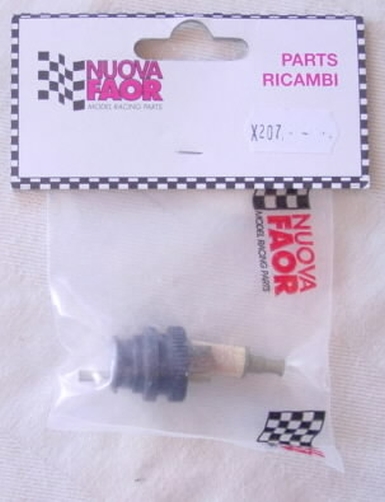 NUOVA
FAOR
MODEL RACING PARTS
PARTS
RICAMBI
X207.---.
NUOVA
FAOR
MODEL RACING PARTS